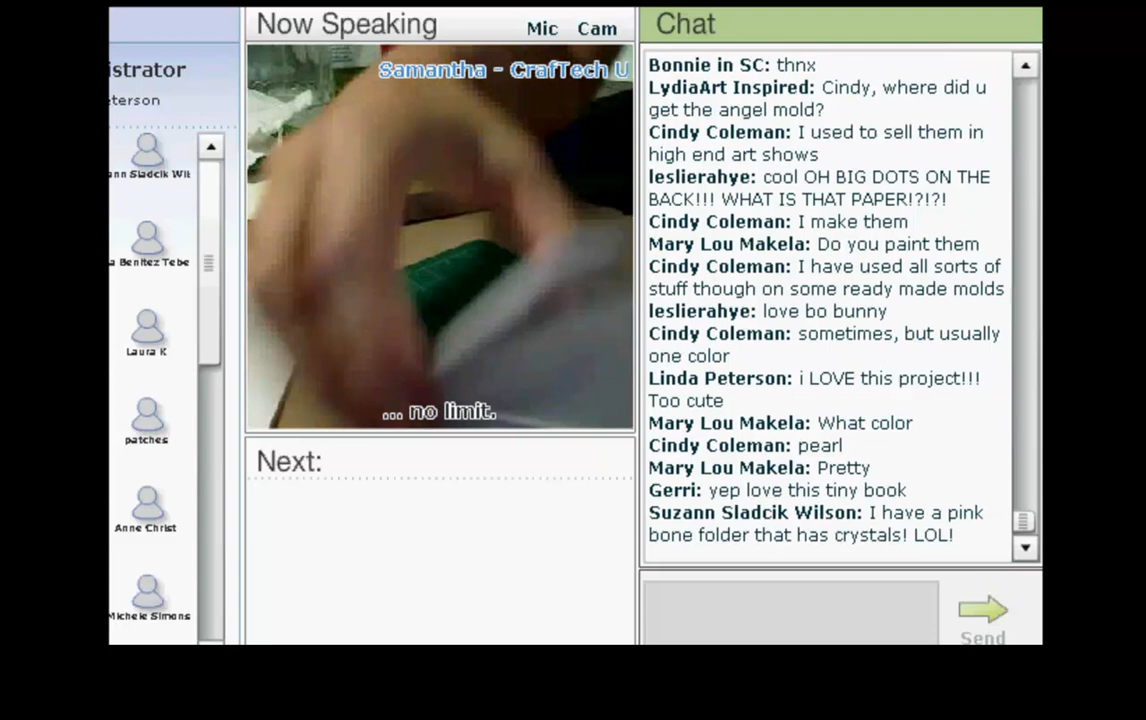 Now Speaking
Mic Cam
Chat
istrator
terson
Samantha - CrafTech U
ann Sladcik Wil
a Benitez Tebe
Laura K
patches
Anne Christ
Michele Simons
... no limit.
Next:
Bonnie in SC: thnx
LydiaArt Inspired: Cindy, where did u
get the angel mold?
Cindy Coleman: I used to sell them in
high end art shows
leslierahye: cool OH BIG DOTS ON THE
BACK!!! WHAT IS THAT PAPER!?!?!
Cindy Coleman: I make them
Mary Lou Makela: Do you paint them
Cindy Coleman: I have used all sorts of
stuff though on some ready made molds
leslierahye: love bo bunny
Cindy Coleman: sometimes, but usually
one color
Linda Peterson: i LOVE this project!!!
Too cute
Mary Lou Makela: What color
Cindy Coleman: pearl
Mary Lou Makela: Pretty
Gerri: yep love this tiny book
Suzann Sladcik Wilson: I have a pink
bone folder that has crystals! LOL!
Send